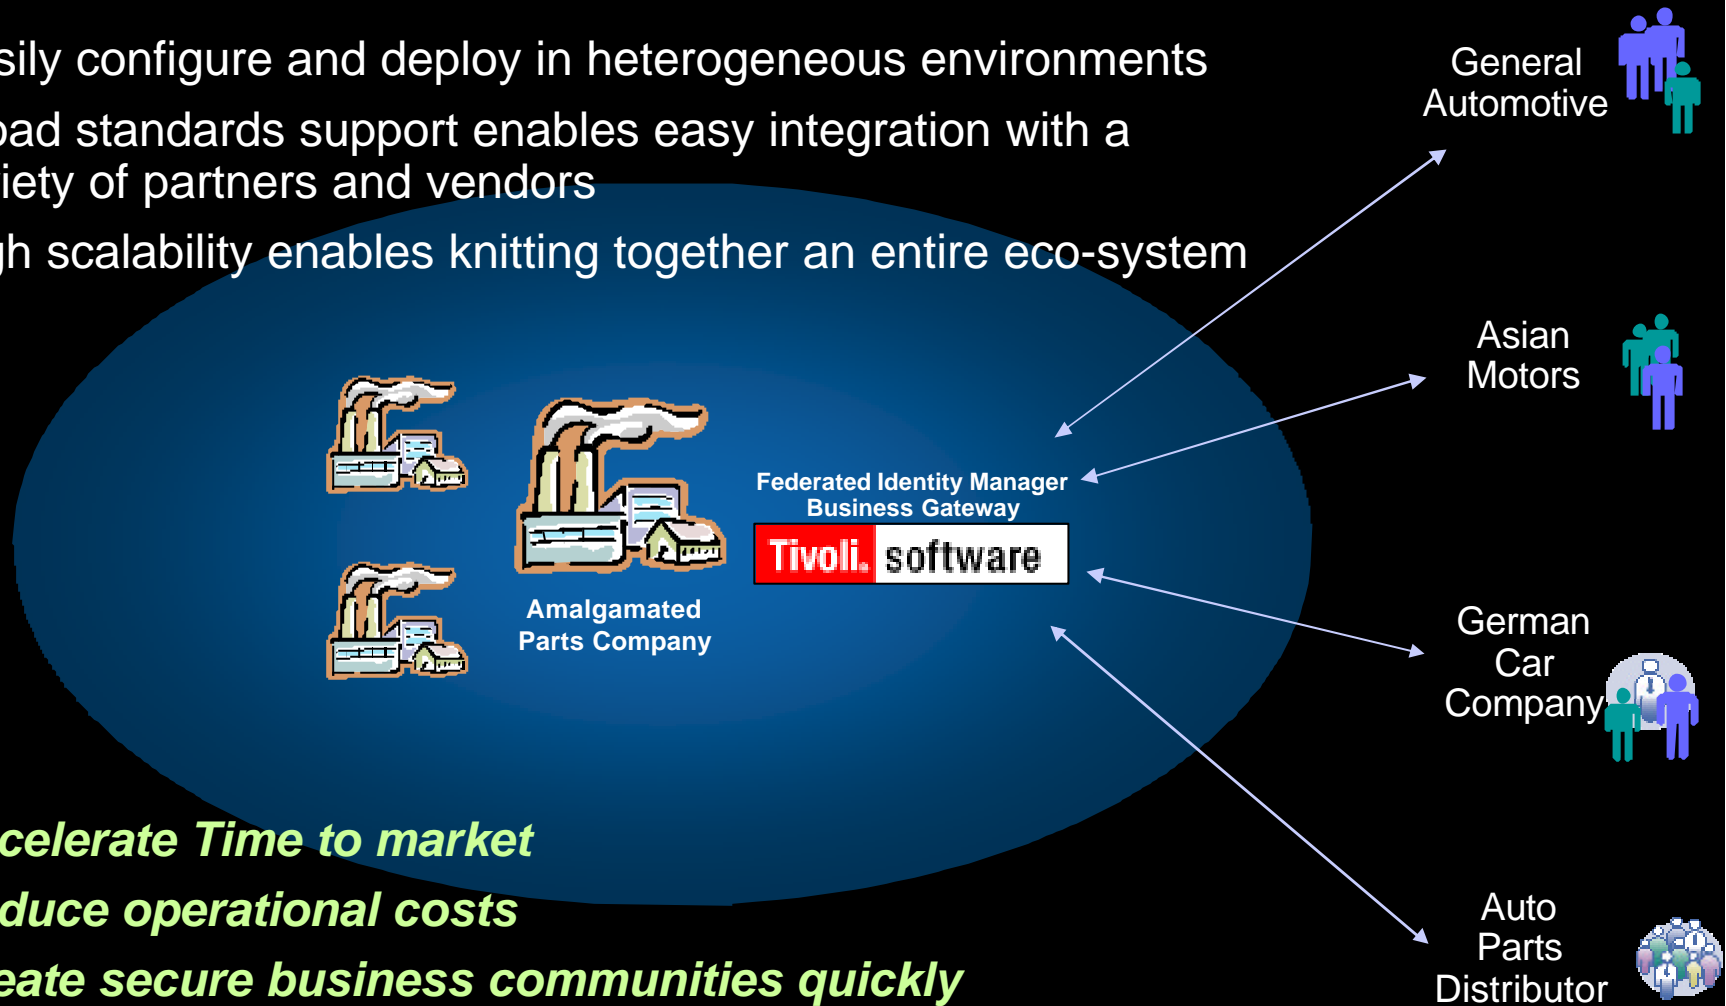 sily configure and deploy in heterogeneous environments
oad standards support enables easy integration with a
iety of partners and vendors
gh scalability enables knitting together an entire eco-system
General
Automotive
Asian
Motors
Federated Identity Manager
Business Gateway
Tivoli. software
Amalgamated
Parts Company
German
Car
Company
celerate Time to market
duce operational costs
eate secure business communities quickly
Auto
Parts
Distributor